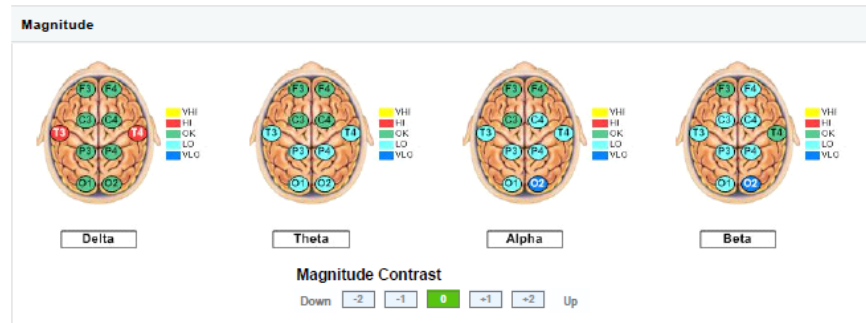 Magnitude
F3 F4 F3 F4 F3 F4 F3 F4
C3 C4 VHI C3 C4 VHI C3 C4 VHI C3 C4 VHI
T3 T4 HI T3 T4 HI T3 T4 HI T3 T4 HI
OK OK OK OK
P3 P4 LO P3 P4 LO P3 P4 LO P3 P4 LO
VLO VLO VLO VLO
O1 O2 O1 O2 O1 O2 O1 O2
Delta Theta Alpha Beta
Magnitude Contrast
Down -2 -1 0 +1 +2 Up